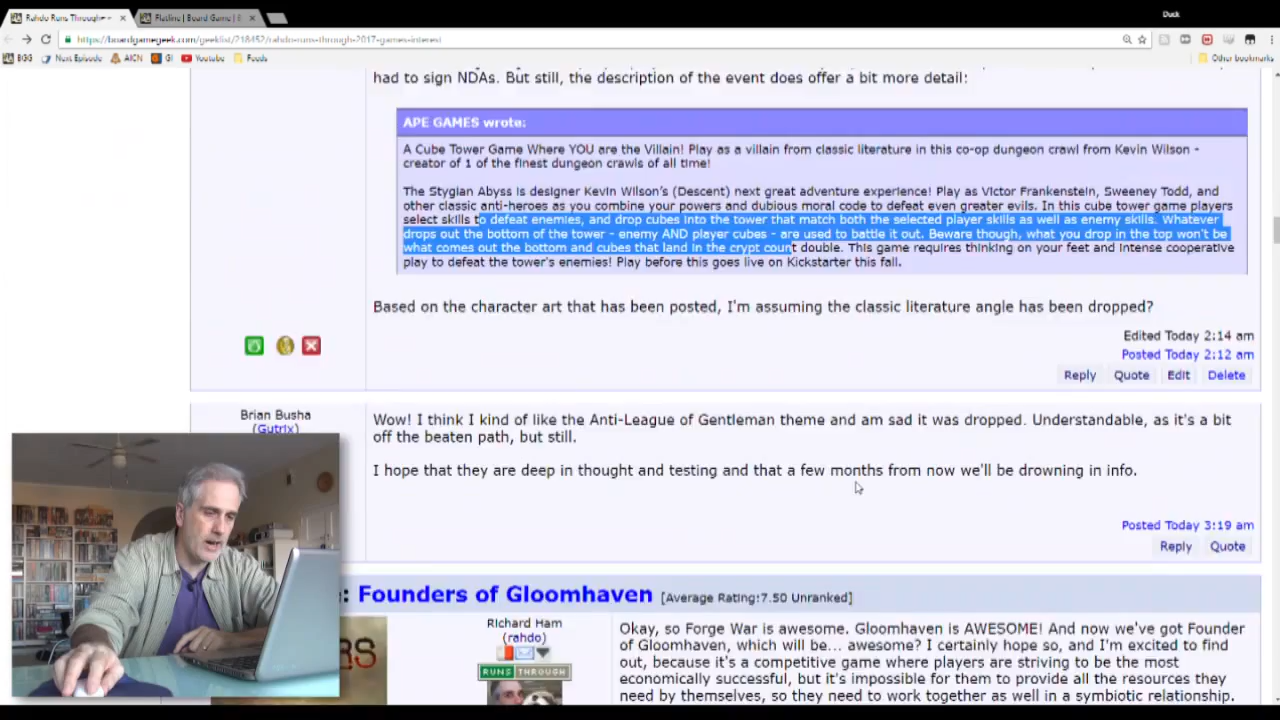 Duck
Rahdo Runs Through
Flatline | Board Game |
https://boardgamegeek.com/geeklist/218452/rahdo-runs-through-2017-games-interest
BGG Next Episode AICN GI Youtube Feeds Other bookmarks
had to sign NDAs. But still, the description of the event does offer a bit more detail:
APE GAMES wrote:
A Cube Tower Game Where YOU are the Villain! Play as a villain from classic literature in this co-op dungeon crawl from Kevin Wilson -
creator of 1 of the finest dungeon crawls of all time!
The Stygian Abyss is designer Kevin Wilson's (Descent) next great adventure experience! Play as Victor Frankenstein, Sweeney Todd, and
other classic anti-heroes as you combine your powers and dubious moral code to defeat even greater evils. In this cube tower game players
select skills to defeat enemies, and drop cubes into the tower that match both the selected player skills as well as enemy skills. Whatever
drops out the bottom of the tower - enemy AND player cubes - are used to battle it out. Beware though, what you drop in the top won't be
what comes out the bottom and cubes that land in the crypt count double. This game requires thinking on your feet and intense cooperative
play to defeat the tower's enemies! Play before this goes live on Kickstarter this fall.
Based on the character art that has been posted, I'm assuming the classic literature angle has been dropped?
Edited Today 2:14 am
Posted Today 2:12 am
Reply Quote Edit Delete
Brian Busha
(Gutrix)
Wow! I think I kind of like the Anti-League of Gentleman theme and am sad it was dropped. Understandable, as it's a bit
off the beaten path, but still.
I hope that they are deep in thought and testing and that a few months from now we'll be drowning in info.
Posted Today 3:19 am
Reply Quote
: Founders of Gloomhaven [Average Rating:7.50 Unranked]
Richard Ham
(rahdo)
RUNS THROUGH
Okay, so Forge War is awesome. Gloomhaven is AWESOME! And now we've got Founder
of Gloomhaven, which will be... awesome? I certainly hope so, and I'm excited to find
out, because it's a competitive game where players are striving to be the most
economically successful, but it's impossible for them to provide all the resources they
need by themselves, so they need to work together as well in a symbiotic relationship.